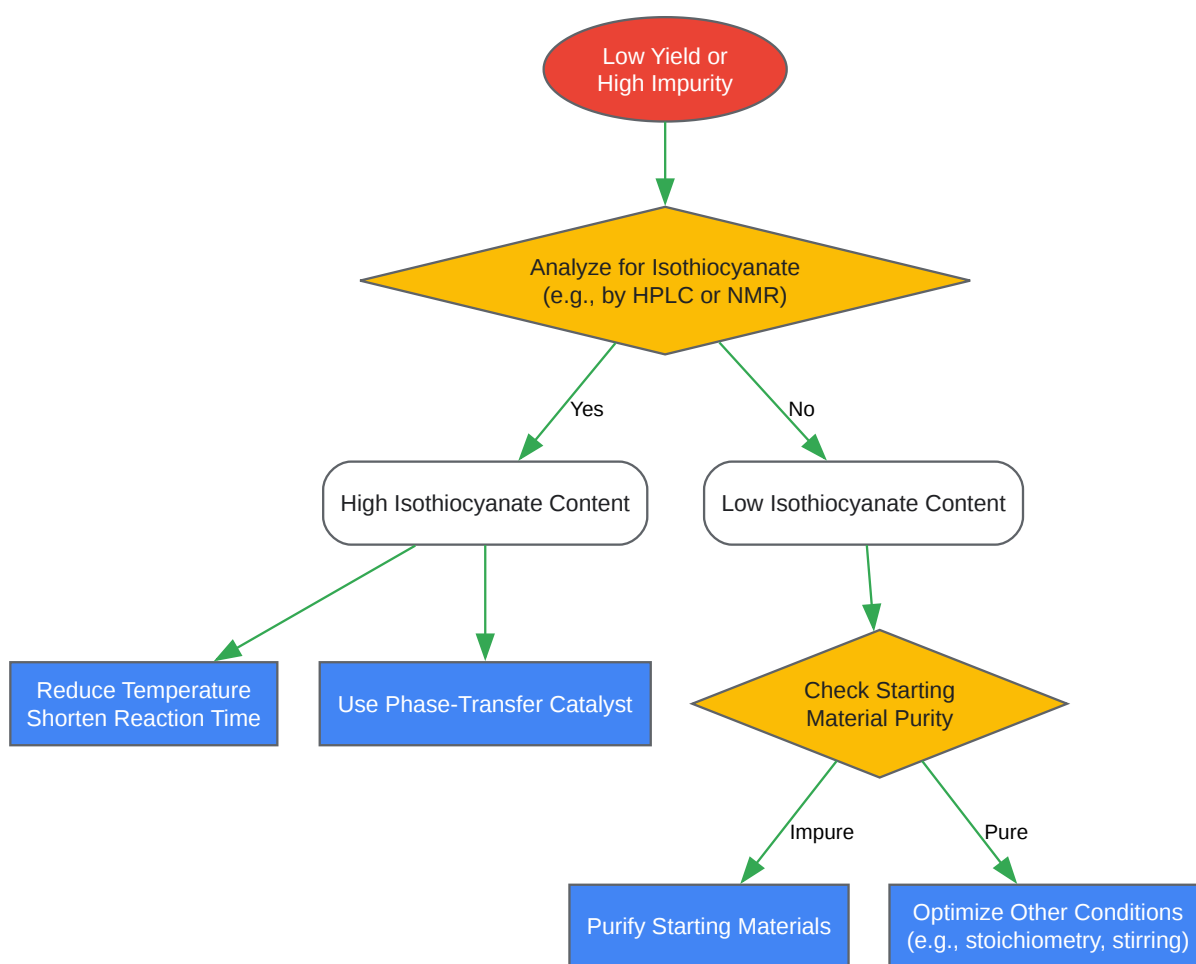 Low Yield or
High Impurity
Analyze for Isothiocyanate
(e.g., by HPLC or NMR)
Yes
No
High Isothiocyanate Content
Low Isothiocyanate Content
Reduce Temperature
Shorten Reaction Time
Use Phase-Transfer Catalyst
Check Starting
Material Purity
Impure
Pure
Purify Starting Materials
Optimize Other Conditions
(e.g., stoichiometry, stirring)